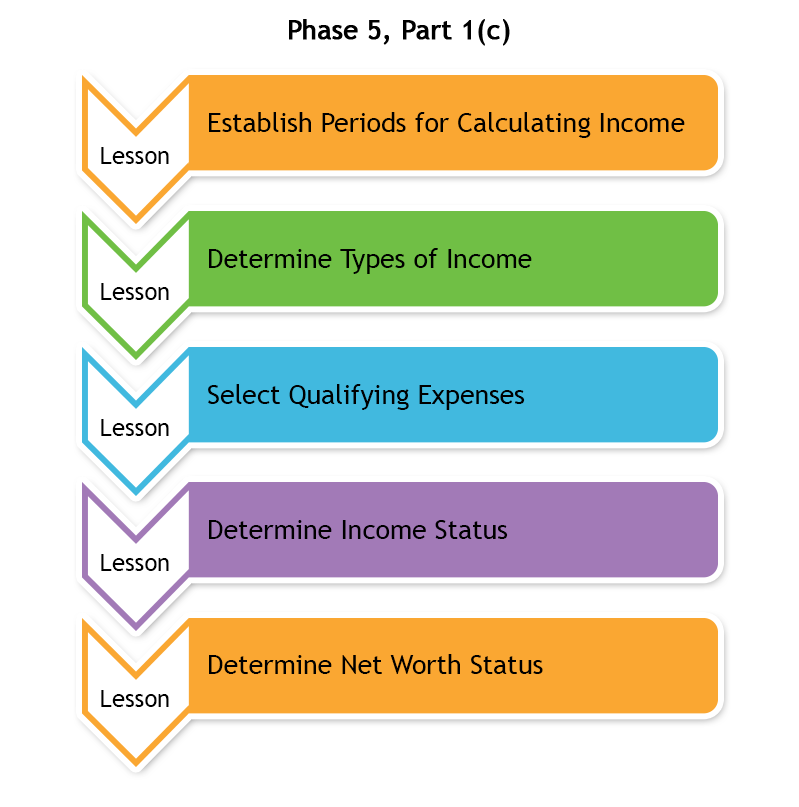 Phase 5, Part 1(c)
Lesson
Establish Periods for Calculating Income
Lesson
Determine Types of Income
Lesson
Select Qualifying Expenses
Lesson
Determine Income Status
Lesson
Determine Net Worth Status